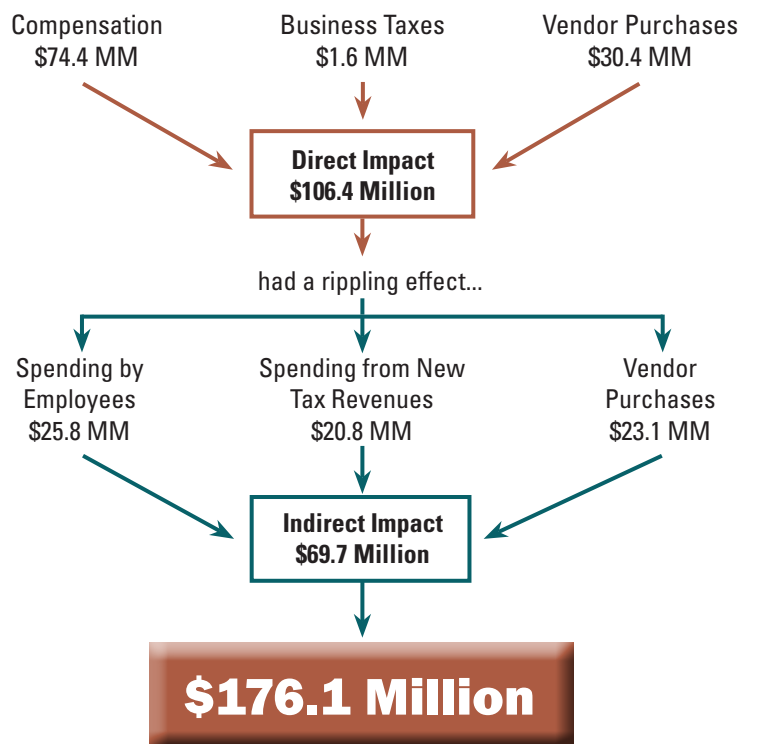 Compensation
$74.4 MM
Business Taxes
$1.6 MM
Vendor Purchases
$30.4 MM
Direct Impact
$106.4 Million
had a rippling effect...
Spending by
Employees
$25.8 MM
Spending from New
Tax Revenues
$20.8 MM
Vendor
Purchases
$23.1 MM
Indirect Impact
$69.7 Million
$176.1 Million